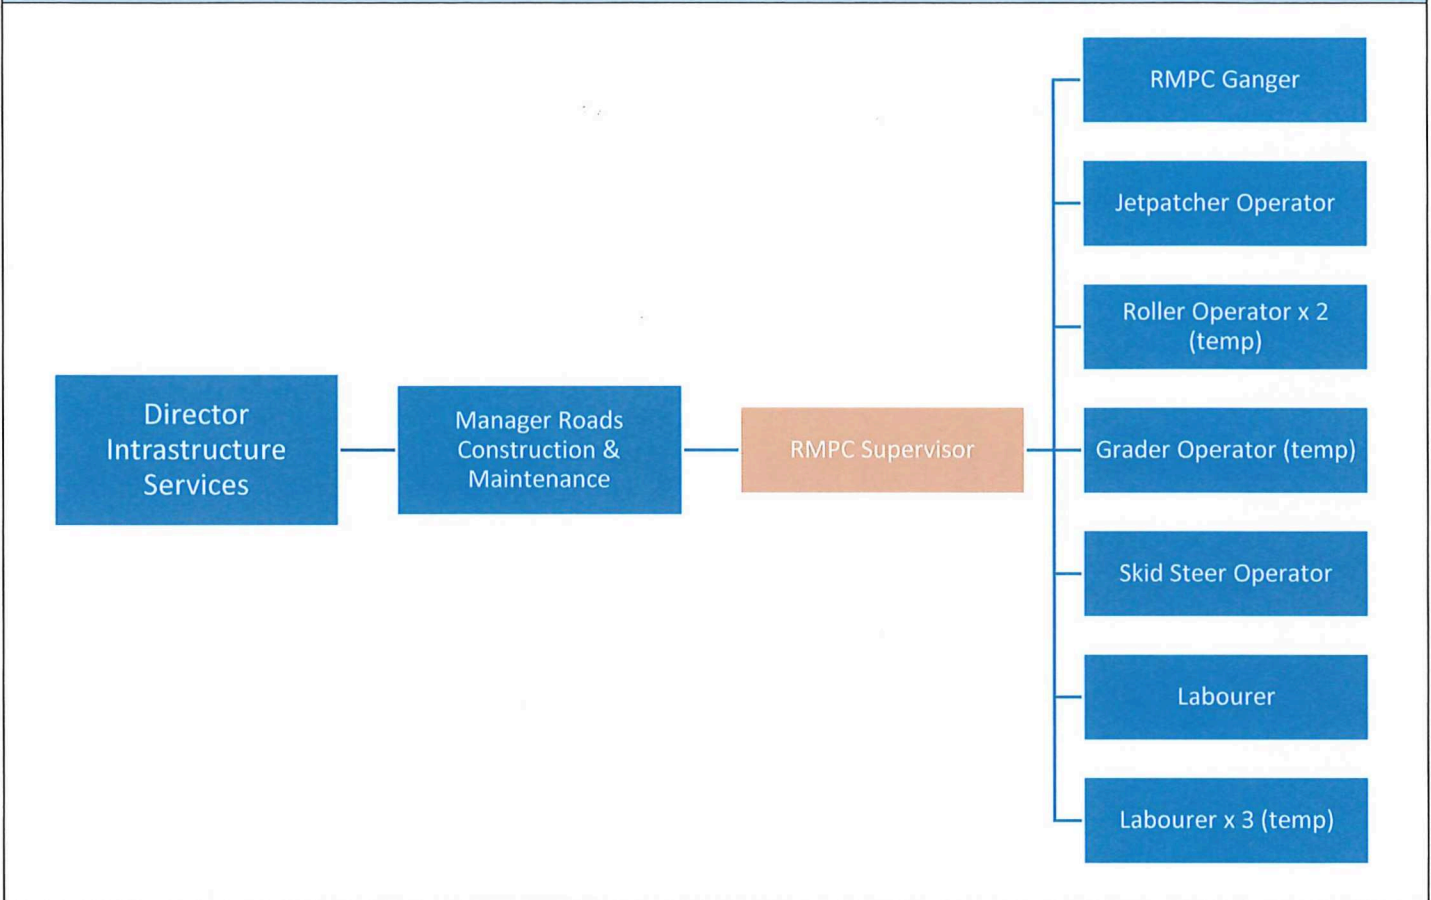 Director
Intrastructure
Services
Manager Roads
Construction &
Maintenance
RMPC Supervisor
RMPC Ganger
Jetpatcher Operator
Roller Operator x 2
(temp)
Grader Operator (temp)
Skid Steer Operator
Labourer
Labourer x 3 (temp)